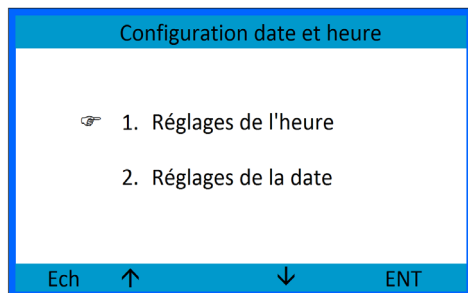 Configuration date et heure
☞ 1. Réglages de l'heure
2. Réglages de la date
Ech ↑ ↓ ENT